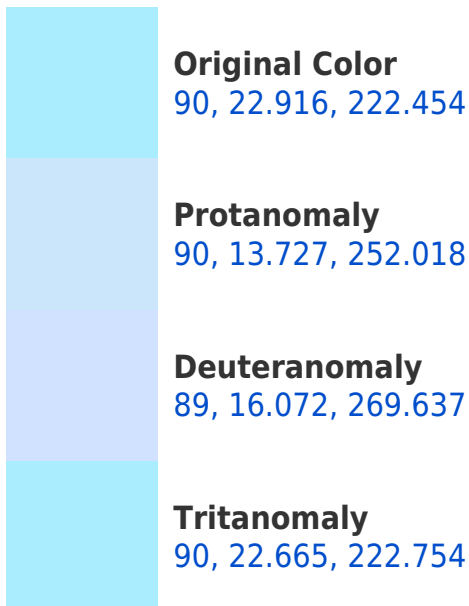 Original Color
90, 22.916, 222.454
Protanomaly
90, 13.727, 252.018
Deuteranomaly
89, 16.072, 269.637
Tritanomaly
90, 22.665, 222.754